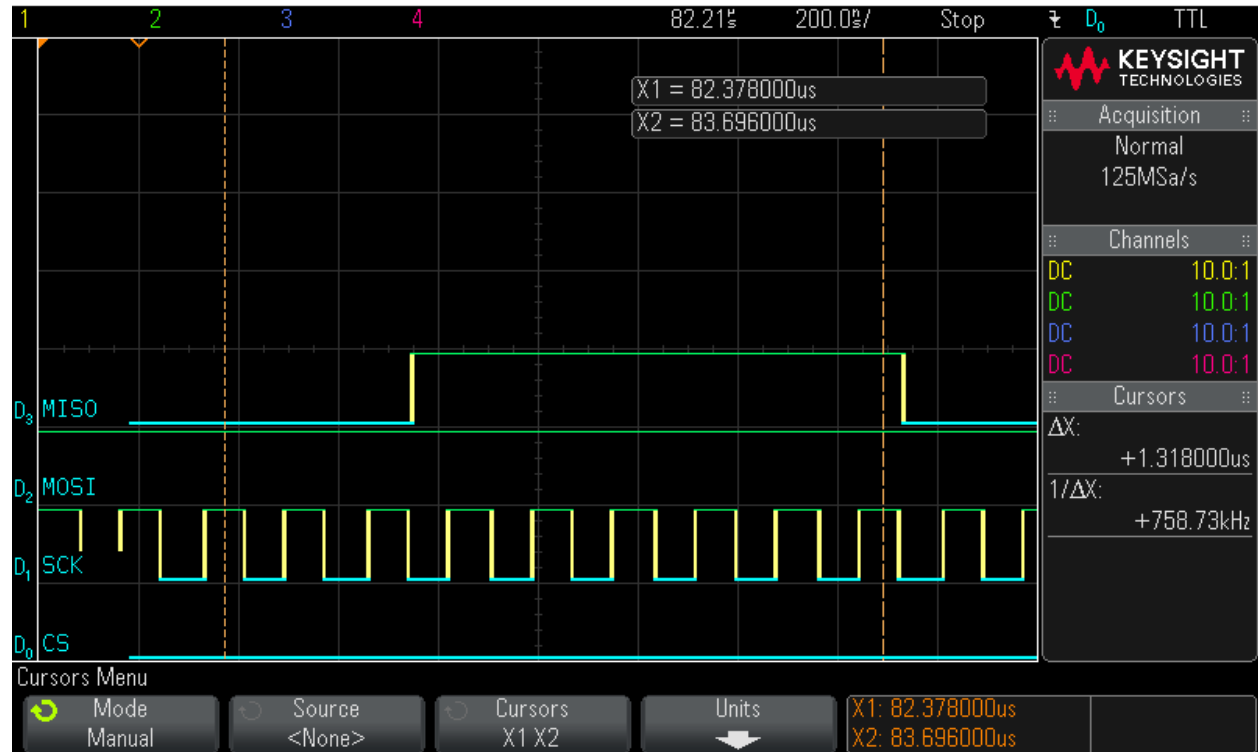 1 2 3 4 82.21µs 200.0ns/ Stop D0 TTL
X1 = 82.378000us
X2 = 83.696000us
D3 MISO
D2 MOSI
D1 SCK
D0 CS
KEYSIGHT
TECHNOLOGIES
Acquisition
Normal
125MSa/s
Channels
DC 10.0:1
DC 10.0:1
DC 10.0:1
DC 10.0:1
Cursors
ΔX:
+1.318000us
1/ΔX:
+758.73kHz
Cursors Menu
Mode
Manual
Source
<None>
Cursors
X1 X2
Units
X1: 82.378000us
X2: 83.696000us